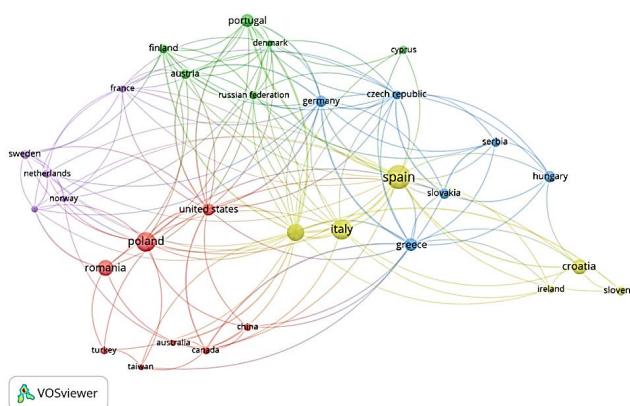 portugal
denmark
finland
cyprus
austria
france
russian federation
germany
czech republic
serbia
sweden
netherlands
spain
hungary
norway
slovakia
united states
italy
poland
greece
romania
croatia
ireland
sloven
china
australia
turkey
canada
taiwan
VOSviewer